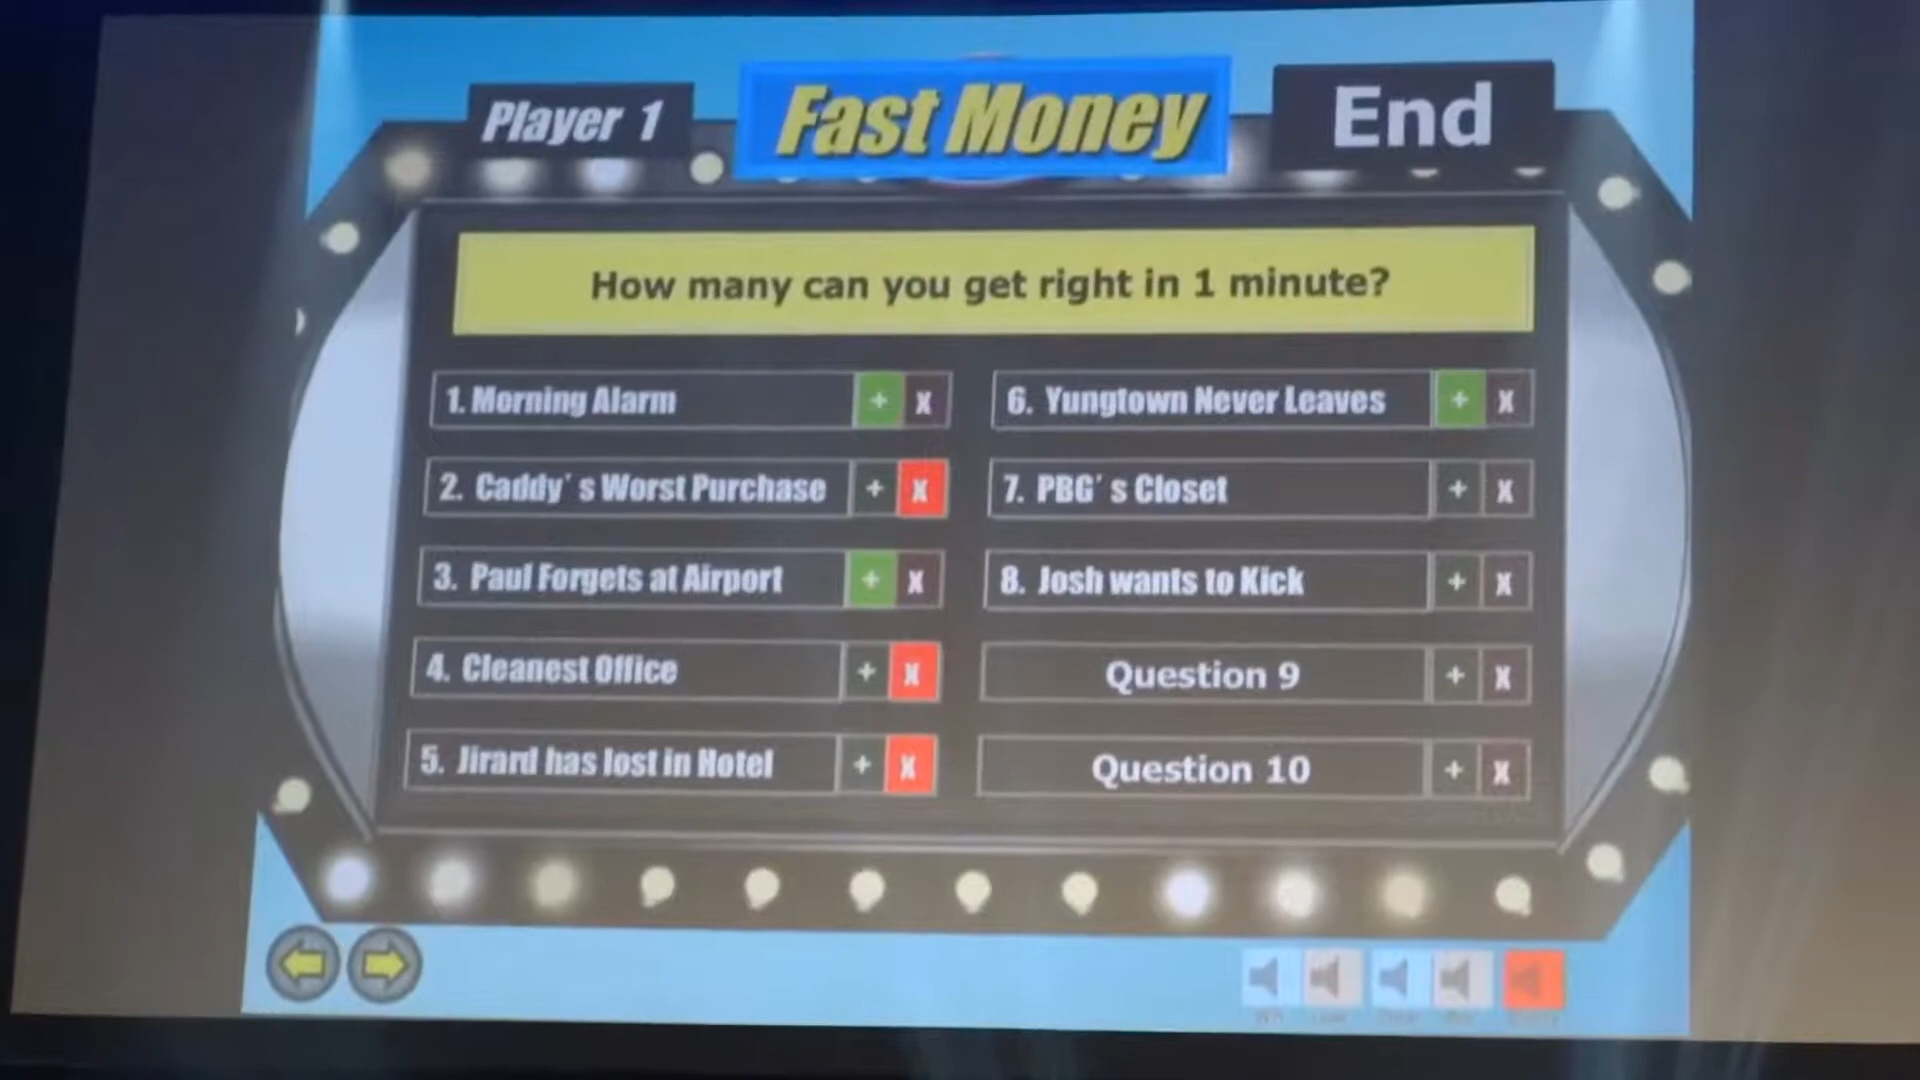 Player 1
Fast Money
End
How many can you get right in 1 minute?
1. Morning Alarm + X
2. Caddy's Worst Purchase + X
3. Paul Forgets at Airport + X
4. Cleanest Office + X
5. Jirard has lost in Hotel + X
6. Yungtown Never Leaves + X
7. PBG's Closet + X
8. Josh wants to Kick + X
Question 9 + X
Question 10 + X